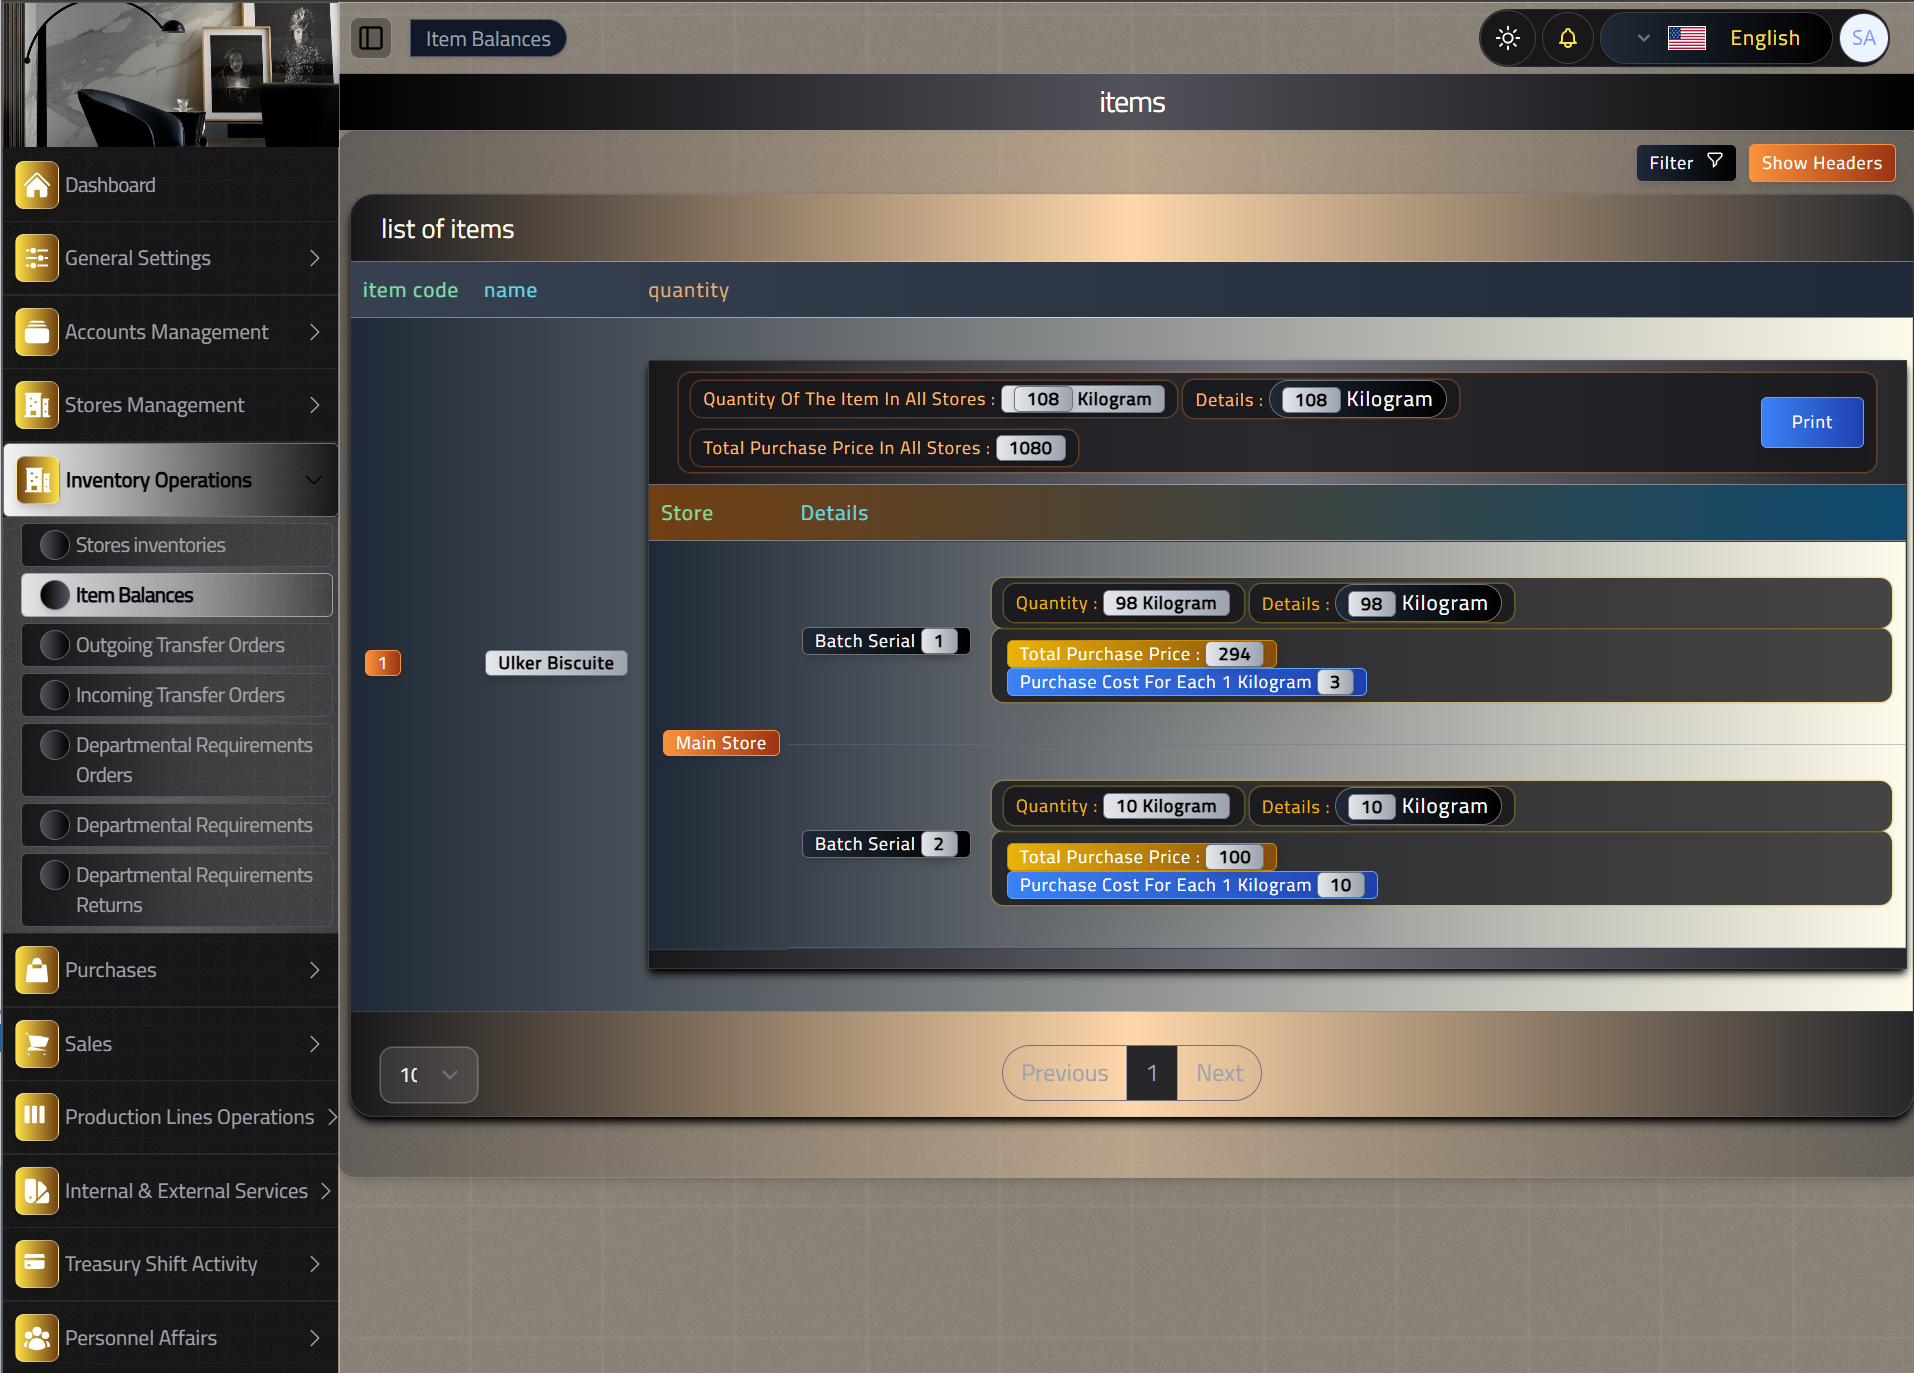 Item Balances
English
SA
items
Filter
Show Headers
Dashboard
General Settings
Accounts Management
Stores Management
Inventory Operations
Stores inventories
Item Balances
Outgoing Transfer Orders
Incoming Transfer Orders
Departmental Requirements
Orders
Departmental Requirements
Departmental Requirements
Returns
Purchases
Sales
Production Lines Operations
Internal & External Services
Treasury Shift Activity
Personnel Affairs
list of items
item code name quantity
1 Ulker Biscuite
Quantity Of The Item In All Stores : 108 Kilogram Details : 108 Kilogram
Total Purchase Price In All Stores : 1080
Print
Store Details
Main Store
Batch Serial 1
Quantity : 98 Kilogram Details : 98 Kilogram
Total Purchase Price : 294
Purchase Cost For Each 1 Kilogram 3
Batch Serial 2
Quantity : 10 Kilogram Details : 10 Kilogram
Total Purchase Price : 100
Purchase Cost For Each 1 Kilogram 10
Previous 1 Next